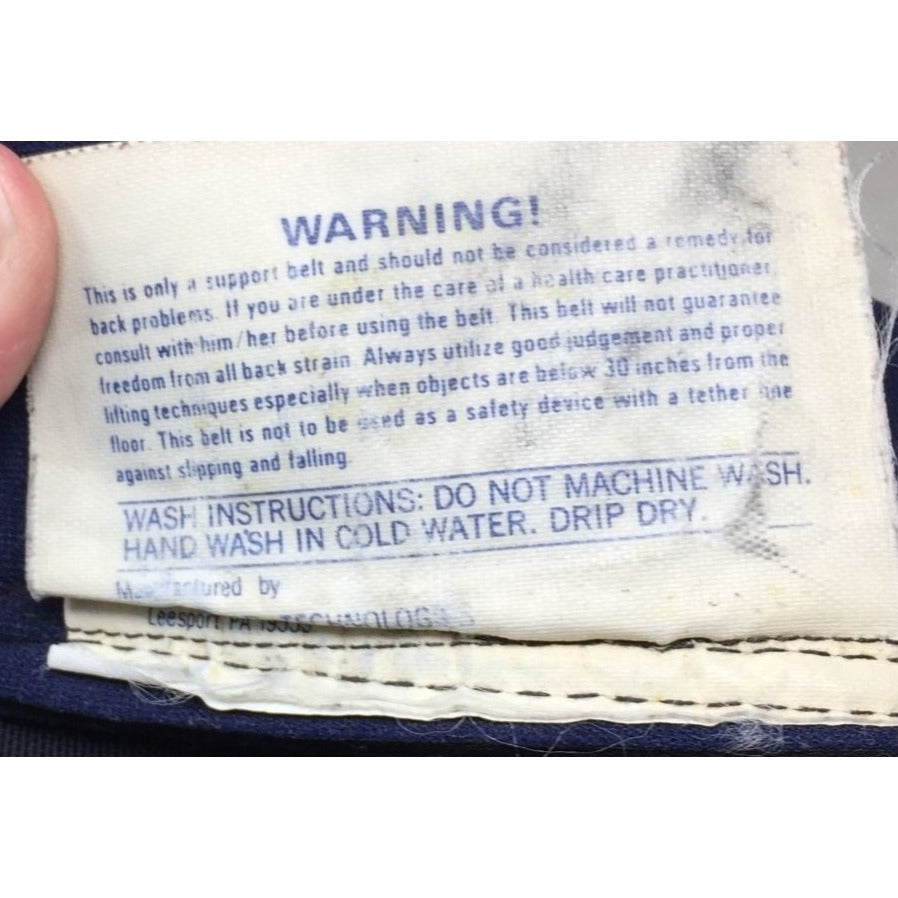 WARNING!
This is only a support belt and should not be considered a remedy for
back problems. If you are under the care of a health care practitioner,
consult with him/her before using the belt. This belt will not guarantee
freedom from all back strain. Always utilize good judgement and proper
lifting techniques especially when objects are below 30 inches from the
floor. This belt is not to be used as a safety device with a tether line
against slipping and falling.
WASH INSTRUCTIONS: DO NOT MACHINE WASH.
HAND WASH IN COLD WATER. DRIP DRY.
Manufactured by
Leesport PA